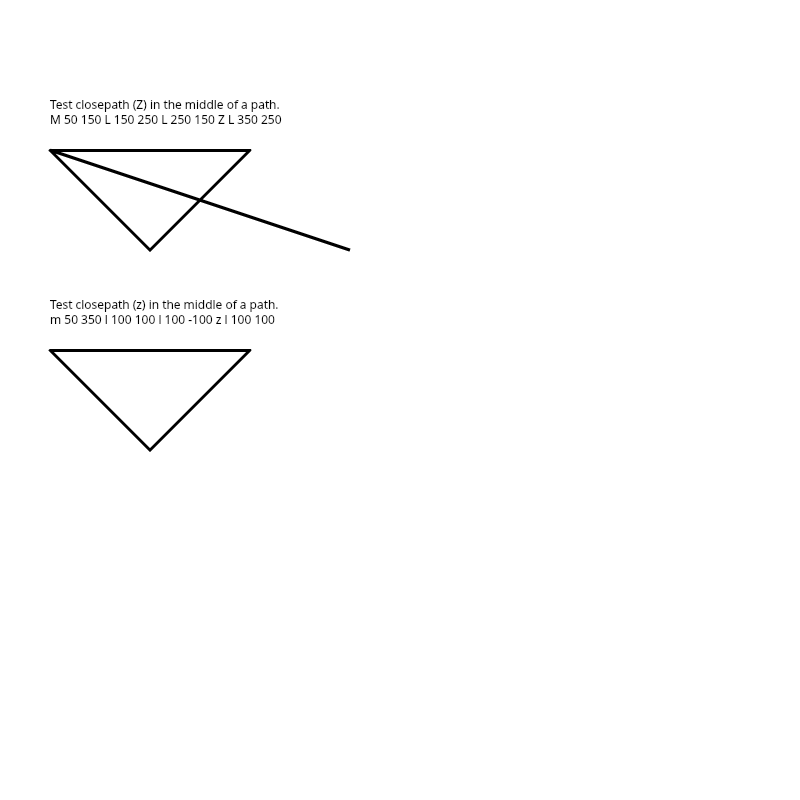 Test closepath (Z) in the middle of a path.
M 50 150 L 150 250 L 250 150 Z L 350 250
Test closepath (z) in the middle of a path.
m 50 350 l 100 100 l 100 -100 z l 100 100